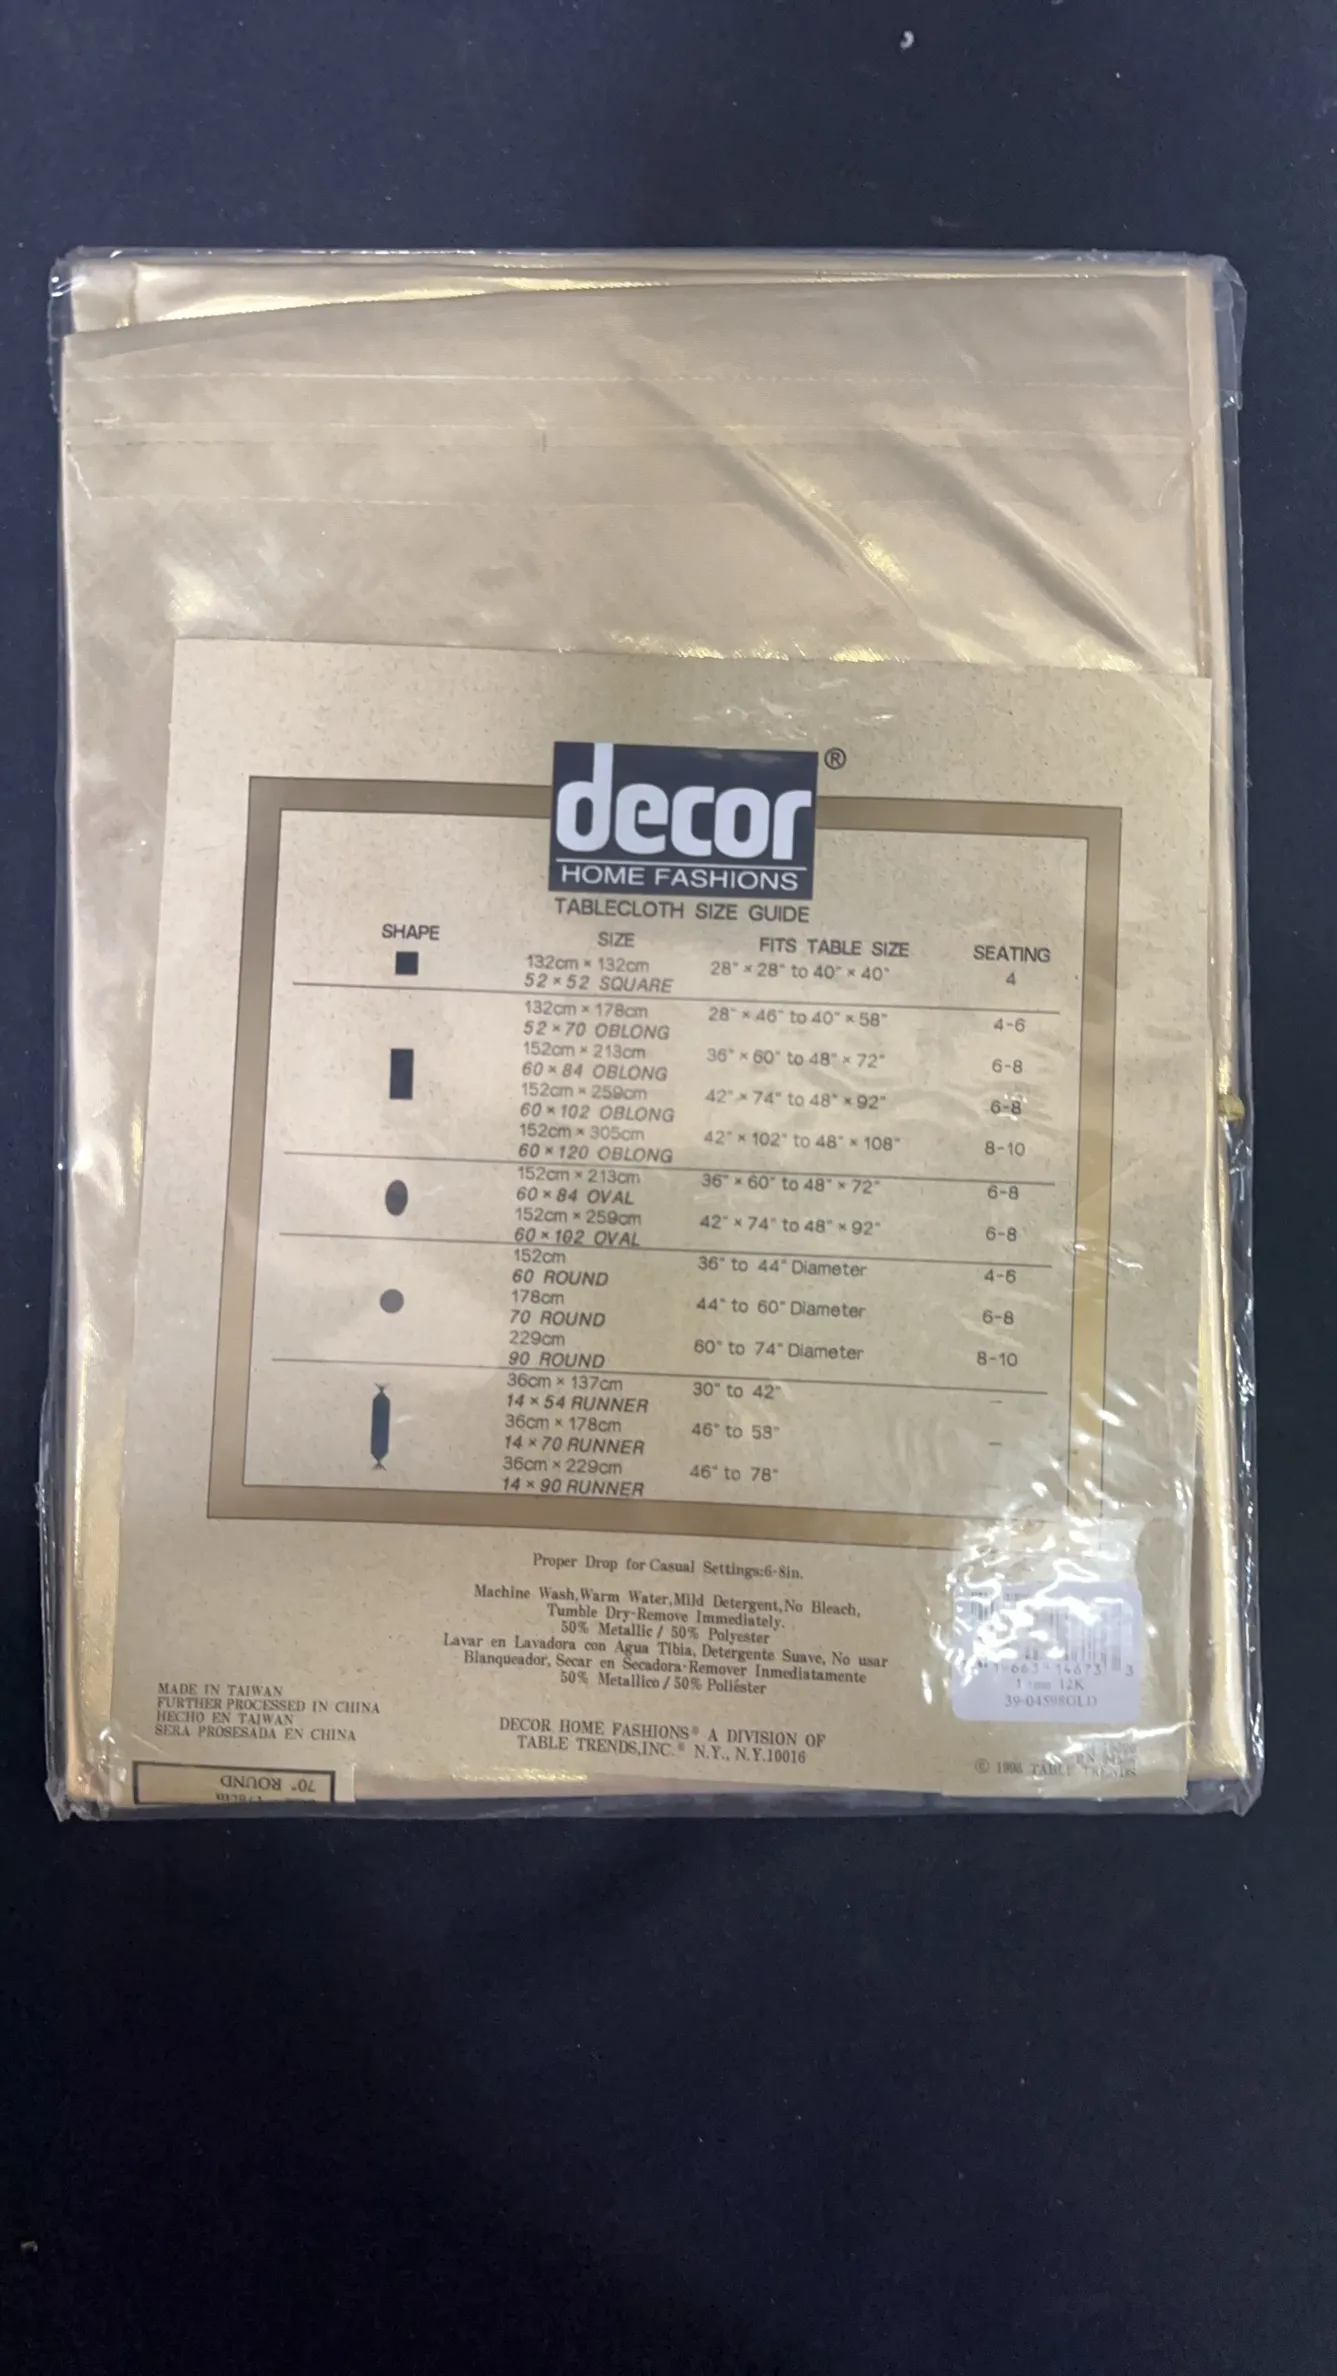 decor®
HOME FASHIONS
TABLECLOTH SIZE GUIDE
SHAPE SIZE FITS TABLE SIZE SEATING
132cm × 132cm 28" × 28" to 40" × 40" 4
52 × 52 SQUARE
132cm × 178cm 28" × 46" to 40" × 58" 4-6
52 × 70 OBLONG
152cm × 213cm 36" × 60" to 48" × 72" 6-8
60 × 84 OBLONG
152cm × 259cm 42" × 74" to 48" × 92" 6-8
60 × 102 OBLONG
152cm × 305cm 42" × 102" to 48" × 108" 8-10
60 × 120 OBLONG
152cm × 213cm 36" × 60" to 48" × 72" 6-8
60 × 84 OVAL
152cm × 259cm 42" × 74" to 48" × 92" 6-8
60 × 102 OVAL
152cm 36" to 44" Diameter 4-6
60 ROUND
178cm 44" to 60" Diameter 6-8
70 ROUND
229cm 60" to 74" Diameter 8-10
90 ROUND
36cm × 137cm 30" to 42" —
14 × 54 RUNNER
36cm × 178cm 46" to 58" —
14 × 70 RUNNER
36cm × 229cm 46" to 78"
14 × 90 RUNNER
Proper Drop for Casual Settings:6-8in.
Machine Wash,Warm Water,Mild Detergent,No Bleach,
Tumble Dry-Remove Immediately.
50% Metallic / 50% Polyester
Lavar en Lavadora con Agua Tibia, Detergente Suave, No usar
Blanqueador, Secar en Secadora-Remover Inmediatamente
50% Metallico / 50% Poliéster
MADE IN TAIWAN
FURTHER PROCESSED IN CHINA
HECHO EN TAIWAN
SERA PROSESADA EN CHINA
DECOR HOME FASHIONS® A DIVISION OF
TABLE TRENDS,INC.® N.Y., N.Y.10016
14673 3
12K
39-04598GLD
© 1998 TABLE TRENDS
70" ROUND
178cm